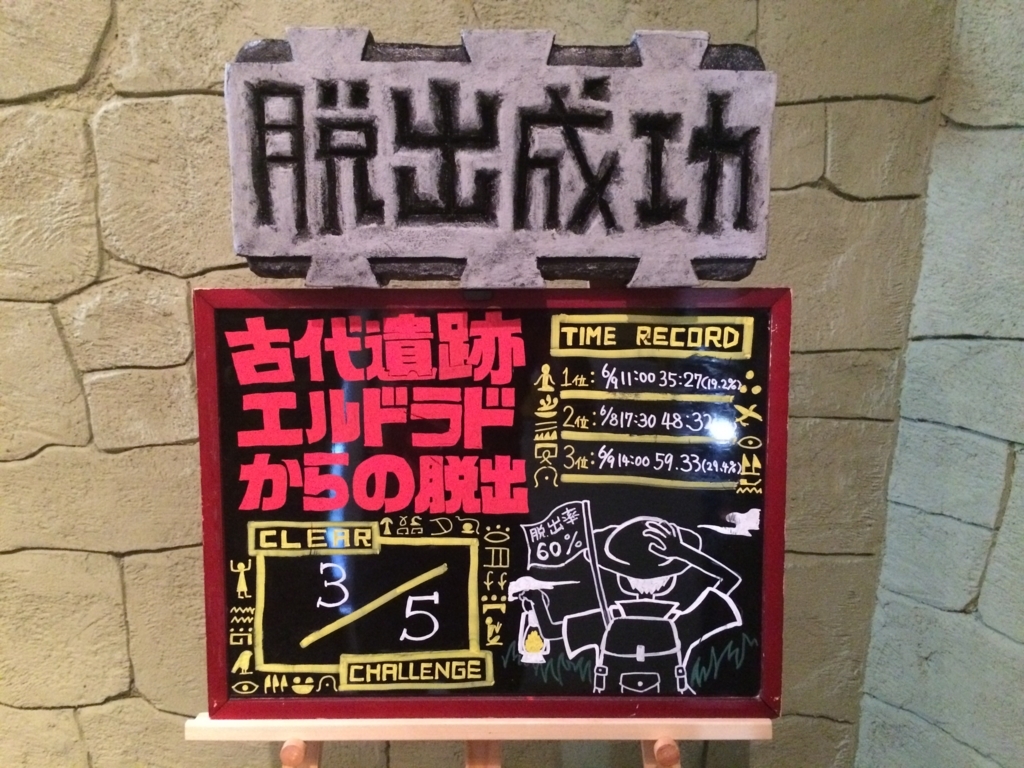 脱出成功
古代遺跡
エルドラド
からの脱出
TIME RECORD
1位: 6/9 11:00 35:27(19.2%)
2位: 6/8 17:30 48:32
3位: 6/9 14:00 59.33(29.4%)
脱出率
60%
CLEAR
3/5
CHALLENGE